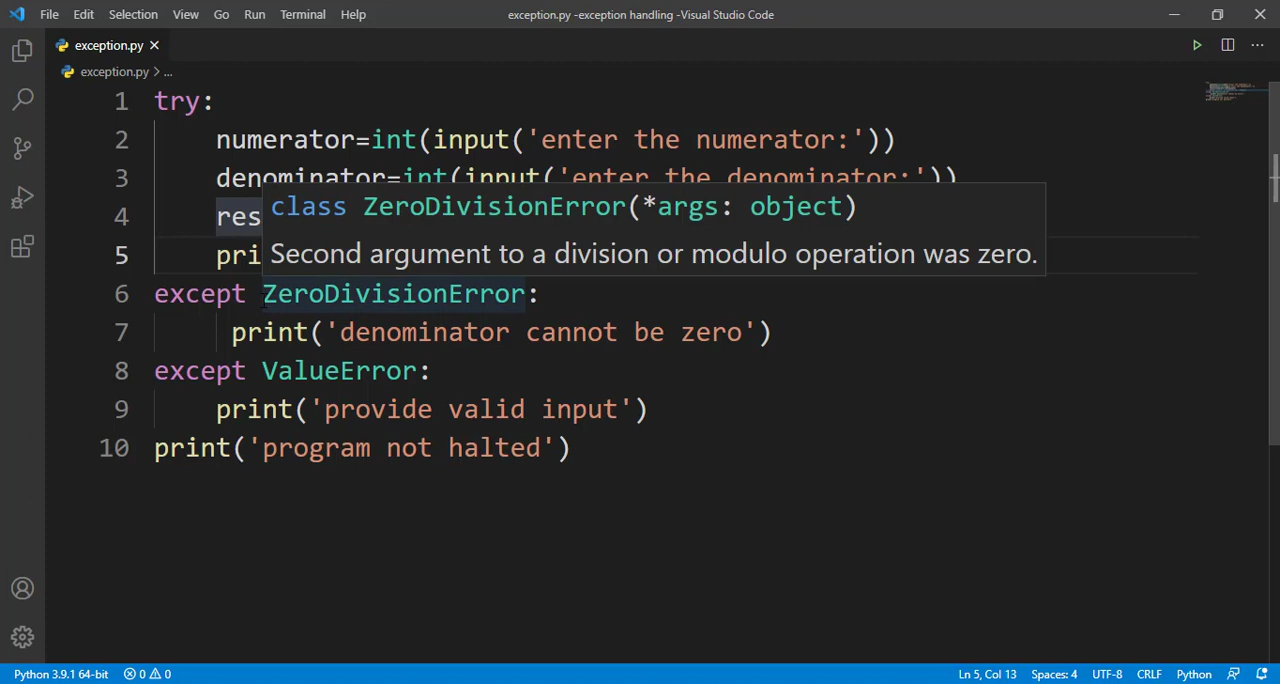 File Edit Selection View Go Run Terminal Help
exception.py -exception handling -Visual Studio Code
exception.py
exception.py > ...
1 try:
2 numerator=int(input('enter the numerator:'))
3 denominator=int(input('enter the denominator:'))
4 res
class ZeroDivisionError(*args: object)
5 pri
Second argument to a division or modulo operation was zero.
6 except ZeroDivisionError:
7 print('denominator cannot be zero')
8 except ValueError:
9 print('provide valid input')
10 print('program not halted')
Python 3.9.1 64-bit 0 0 Ln 5, Col 13 Spaces: 4 UTF-8 CRLF Python